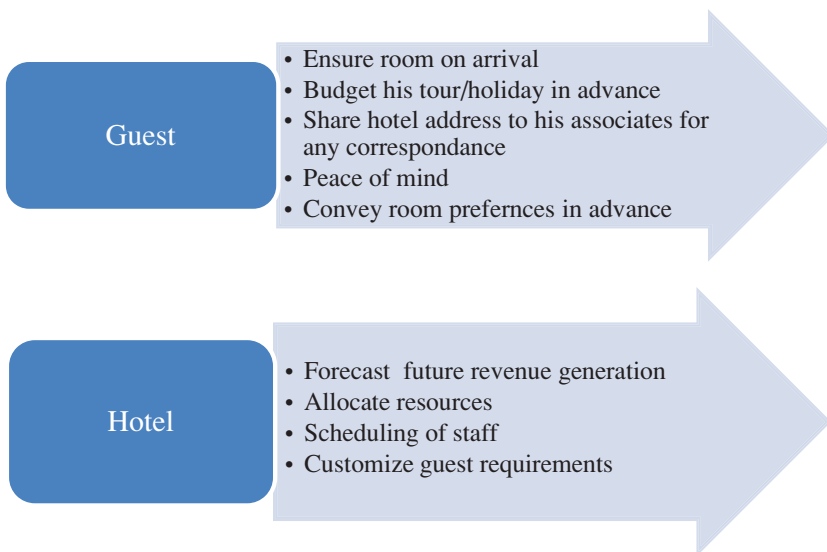 Guest
• Ensure room on arrival
• Budget his tour/holiday in advance
• Share hotel address to his associates for
any correspondance
• Peace of mind
• Convey room prefernces in advance
Hotel
• Forecast  future revenue generation
• Allocate resources
• Scheduling of staff
• Customize guest requirements